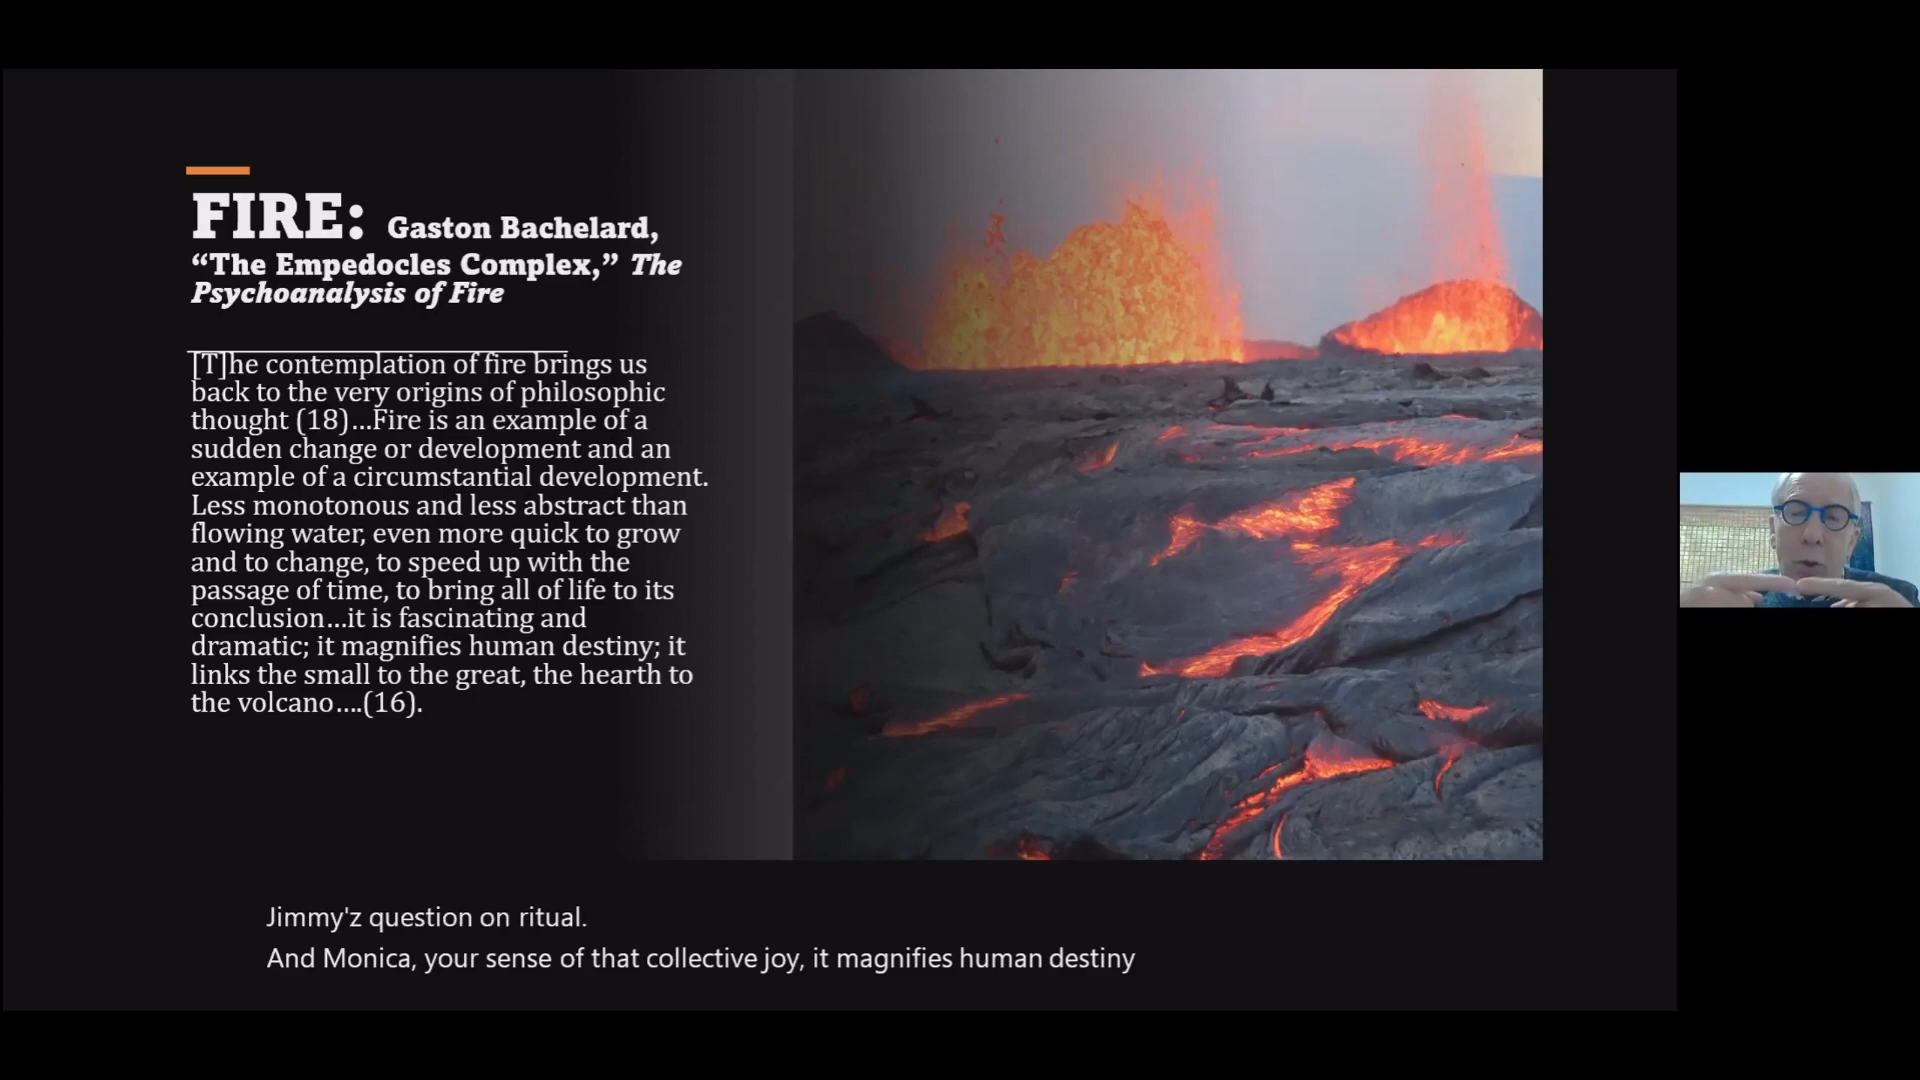 FIRE: Gaston Bachelard,
“The Empedocles Complex,” The
Psychoanalysis of Fire
[T]he contemplation of fire brings us
back to the very origins of philosophic
thought (18)...Fire is an example of a
sudden change or development and an
example of a circumstantial development.
Less monotonous and less abstract than
flowing water, even more quick to grow
and to change, to speed up with the
passage of time, to bring all of life to its
conclusion...it is fascinating and
dramatic; it magnifies human destiny; it
links the small to the great, the hearth to
the volcano....(16).
Jimmy'z question on ritual.
And Monica, your sense of that collective joy, it magnifies human destiny